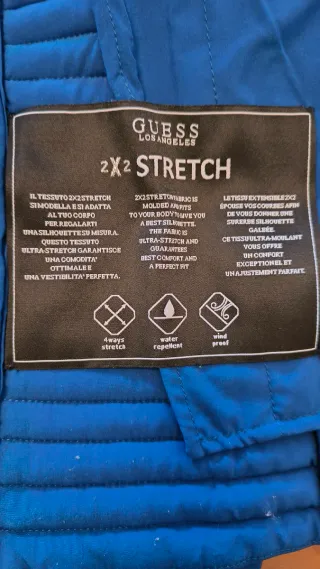 GUESS
LOS ANGELES
2X2 STRETCH
IL TESSUTO 2X2 STRETCH
SI MODELLA E SI ADATTA
AL TUO CORPO
PER REGALARTI
UNA SILHOUETTE SU MISURA.
QUESTO TESSUTO
ULTRA-STRETCH GARANTISCE
UNA COMODITA'
OTTIMALE E
UNA VESTIBILITA' PERFETTA.
2X2 STRETCH FABRIC IS
MOLDED AND FITS
TO YOUR BODY TO GIVE YOU
A BEST SILHOUETTE.
THE FABRIC IS
ULTRA-STRETCH AND
GUARANTEES
BEST COMFORT AND
A PERFECT FIT
LE TISSU EXTENSIBLE 2X2
ÉPOUSE VOS COURBES AFIN
DE VOUS DONNER UNE
SUPERBE SILHOUETTE
GALBÉE.
CE TISSU ULTRA-MOULANT
VOUS OFFRE
UN CONFORT
EXCEPTIONEL ET
UN AJUSTEMENT PARFAIT.
4ways
stretch
water
repellent
wind
proof